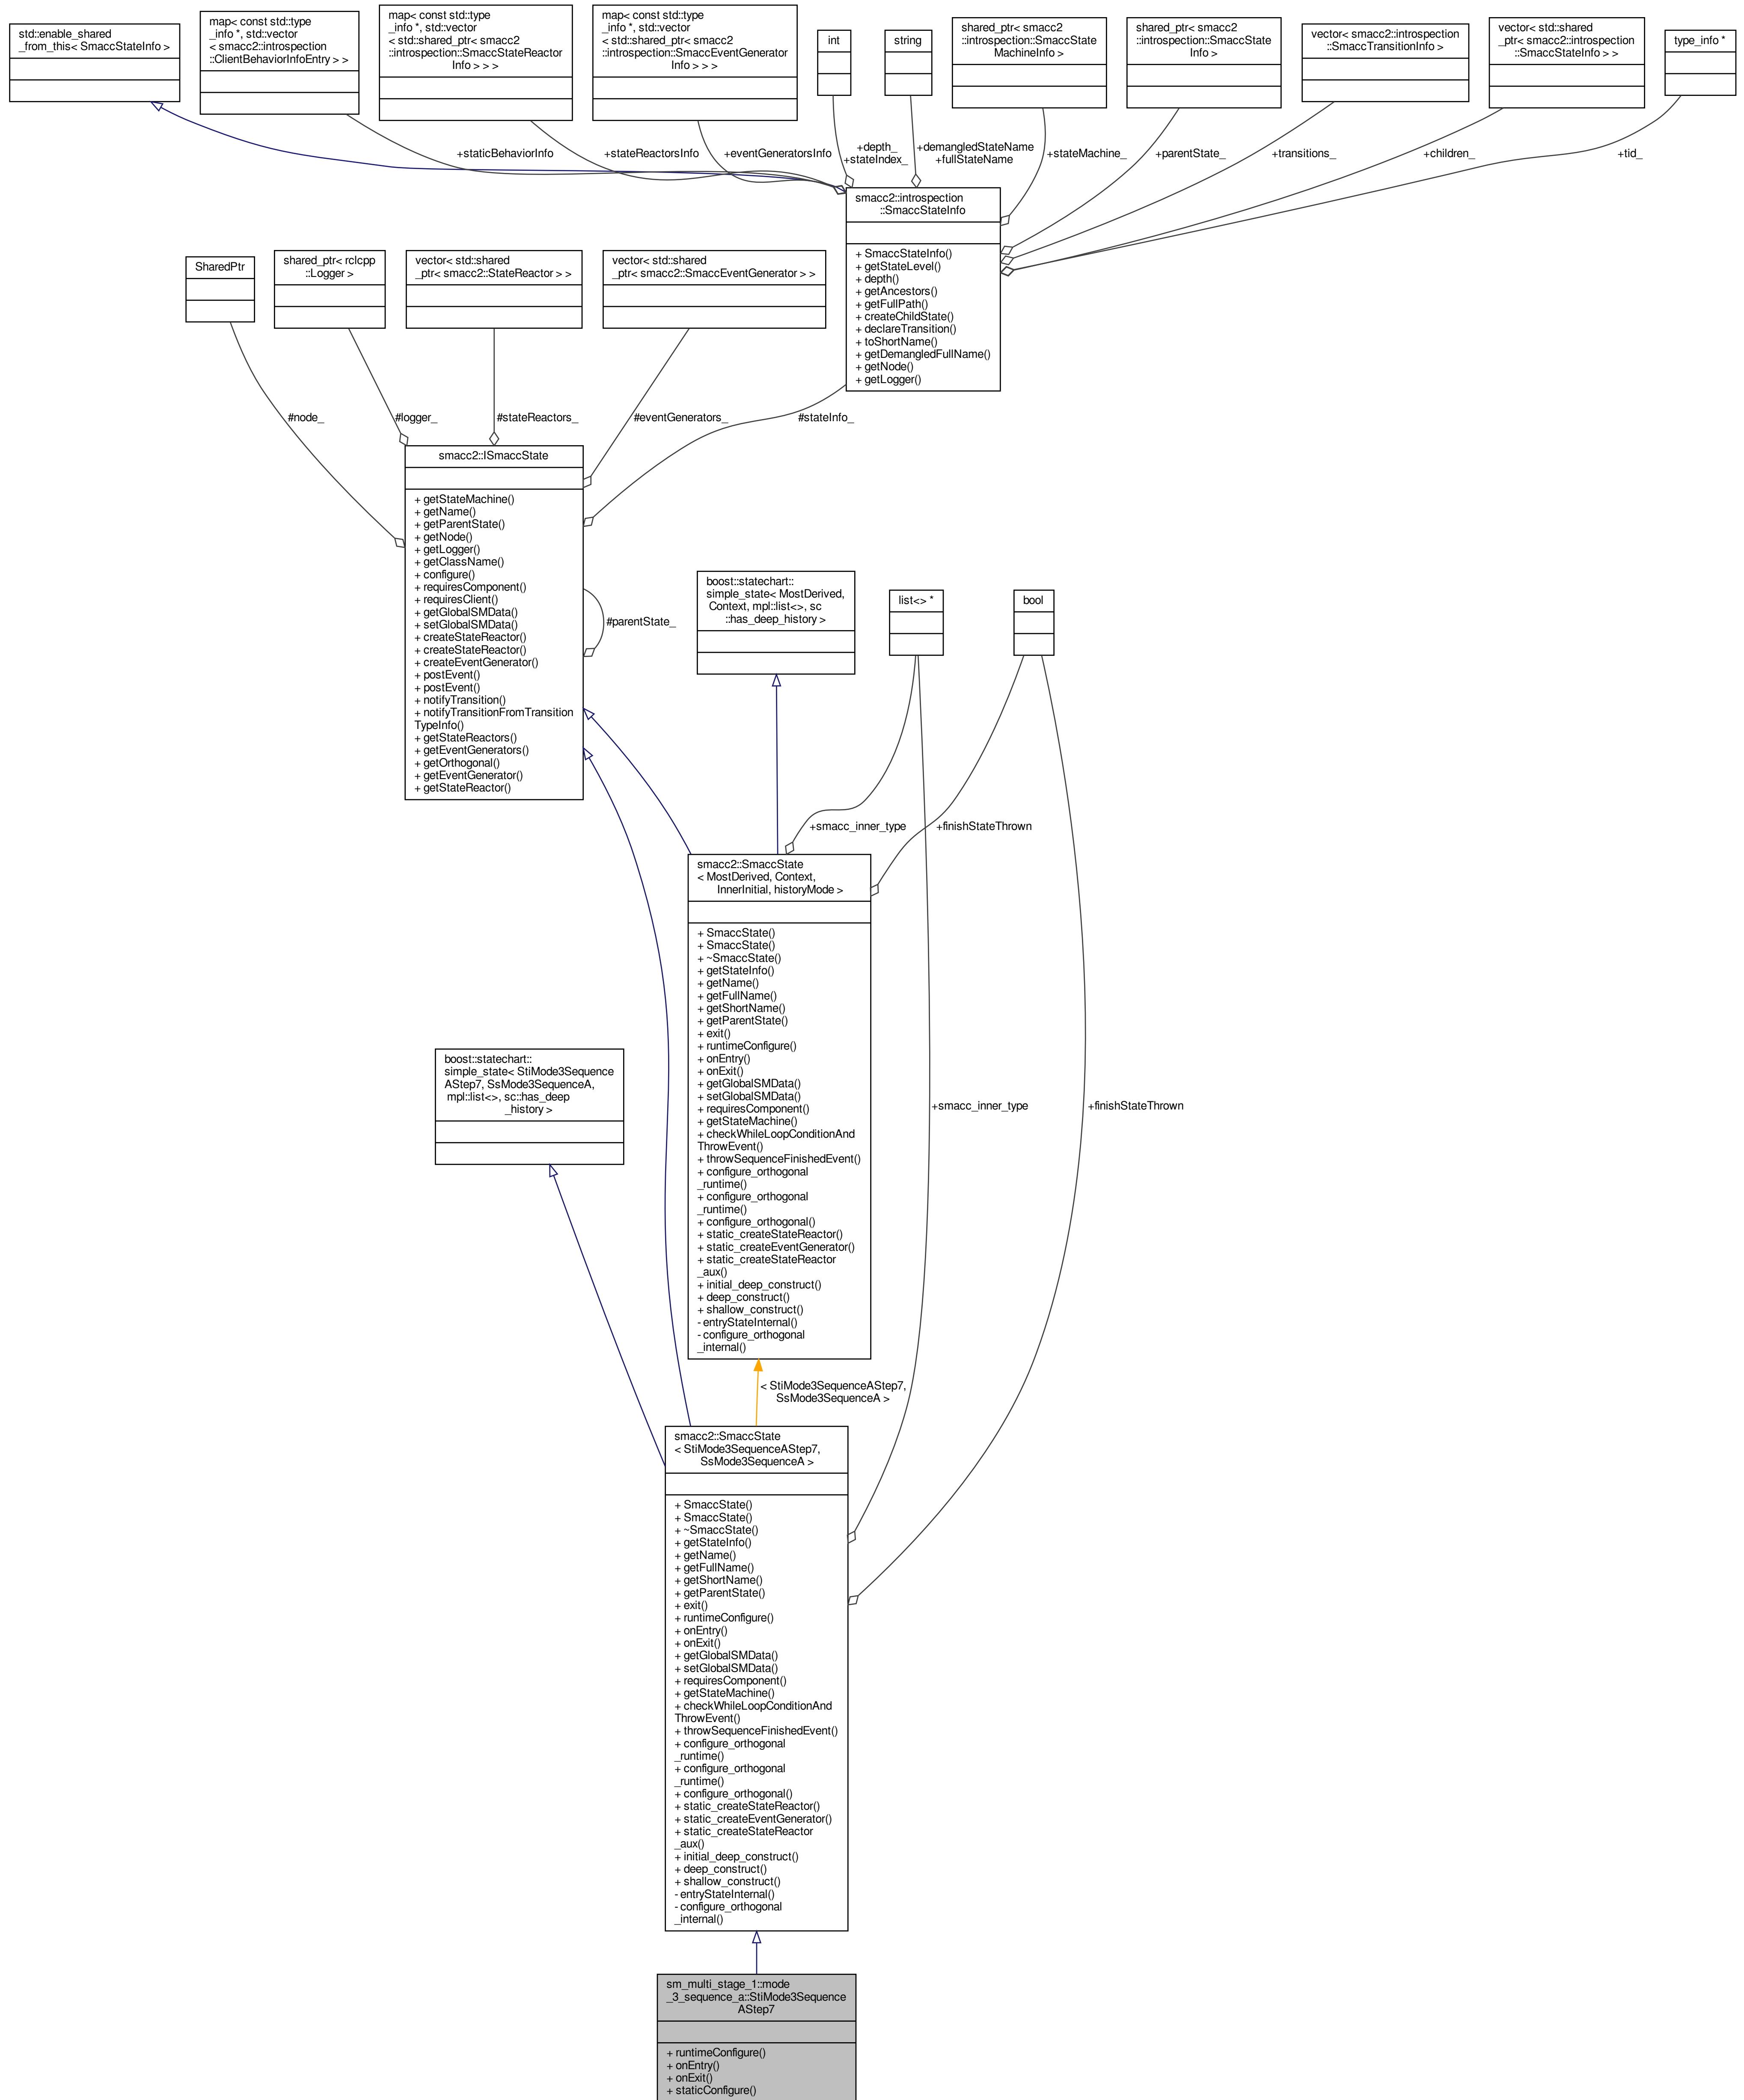 std::enable_shared
_from_this< SmaccStateInfo >
map< const std::type
_info *, std::vector
< smacc2::introspection
::ClientBehaviorInfoEntry > >
map< const std::type
_info *, std::vector
< std::shared_ptr< smacc2
::introspection::SmaccStateReactor
Info > > >
map< const std::type
_info *, std::vector
< std::shared_ptr< smacc2
::introspection::SmaccEventGenerator
Info > > >
int
string
shared_ptr< smacc2
::introspection::SmaccState
MachineInfo >
shared_ptr< smacc2
::introspection::SmaccState
Info >
vector< smacc2::introspection
::SmaccTransitionInfo >
vector< std::shared
_ptr< smacc2::introspection
::SmaccStateInfo > >
type_info *
+staticBehaviorInfo
+stateReactorsInfo
+eventGeneratorsInfo
+depth_
+stateIndex_
+demangledStateName
+fullStateName
+stateMachine_
+parentState_
+transitions_
+children_
+tid_
smacc2::introspection
::SmaccStateInfo
+ SmaccStateInfo()
+ getStateLevel()
+ depth()
+ getAncestors()
+ getFullPath()
+ createChildState()
+ declareTransition()
+ toShortName()
+ getDemangledFullName()
+ getNode()
+ getLogger()
SharedPtr
shared_ptr< rclcpp
::Logger >
vector< std::shared
_ptr< smacc2::StateReactor > >
vector< std::shared
_ptr< smacc2::SmaccEventGenerator > >
#node_
#logger_
#stateReactors_
#eventGenerators_
#stateInfo_
smacc2::ISmaccState
+ getStateMachine()
+ getName()
+ getParentState()
+ getNode()
+ getLogger()
+ getClassName()
+ configure()
+ requiresComponent()
+ requiresClient()
+ getGlobalSMData()
+ setGlobalSMData()
+ createStateReactor()
+ createStateReactor()
+ createEventGenerator()
+ postEvent()
+ postEvent()
+ notifyTransition()
+ notifyTransitionFromTransition
TypeInfo()
+ getStateReactors()
+ getEventGenerators()
+ getOrthogonal()
+ getEventGenerator()
+ getStateReactor()
#parentState_
boost::statechart::
simple_state< MostDerived,
Context, mpl::list<>, sc
::has_deep_history >
list<> *
bool
+smacc_inner_type
+finishStateThrown
smacc2::SmaccState
< MostDerived, Context,
InnerInitial, historyMode >
+ SmaccState()
+ SmaccState()
+ ~SmaccState()
+ getStateInfo()
+ getName()
+ getFullName()
+ getShortName()
+ getParentState()
+ exit()
+ runtimeConfigure()
+ onEntry()
+ onExit()
+ getGlobalSMData()
+ setGlobalSMData()
+ requiresComponent()
+ getStateMachine()
+ checkWhileLoopConditionAnd
ThrowEvent()
+ throwSequenceFinishedEvent()
+ configure_orthogonal
_runtime()
+ configure_orthogonal
_runtime()
+ configure_orthogonal()
+ static_createStateReactor()
+ static_createEventGenerator()
+ static_createStateReactor
_aux()
+ initial_deep_construct()
+ deep_construct()
+ shallow_construct()
- entryStateInternal()
- configure_orthogonal
_internal()
boost::statechart::
simple_state< StiMode3Sequence
AStep7, SsMode3SequenceA,
mpl::list<>, sc::has_deep
_history >
+smacc_inner_type
+finishStateThrown
< StiMode3SequenceAStep7,
SsMode3SequenceA >
smacc2::SmaccState
< StiMode3SequenceAStep7,
SsMode3SequenceA >
+ SmaccState()
+ SmaccState()
+ ~SmaccState()
+ getStateInfo()
+ getName()
+ getFullName()
+ getShortName()
+ getParentState()
+ exit()
+ runtimeConfigure()
+ onEntry()
+ onExit()
+ getGlobalSMData()
+ setGlobalSMData()
+ requiresComponent()
+ getStateMachine()
+ checkWhileLoopConditionAnd
ThrowEvent()
+ throwSequenceFinishedEvent()
+ configure_orthogonal
_runtime()
+ configure_orthogonal
_runtime()
+ configure_orthogonal()
+ static_createStateReactor()
+ static_createEventGenerator()
+ static_createStateReactor
_aux()
+ initial_deep_construct()
+ deep_construct()
+ shallow_construct()
- entryStateInternal()
- configure_orthogonal
_internal()
sm_multi_stage_1::mode
_3_sequence_a::StiMode3Sequence
AStep7
+ runtimeConfigure()
+ onEntry()
+ onExit()
+ staticConfigure()